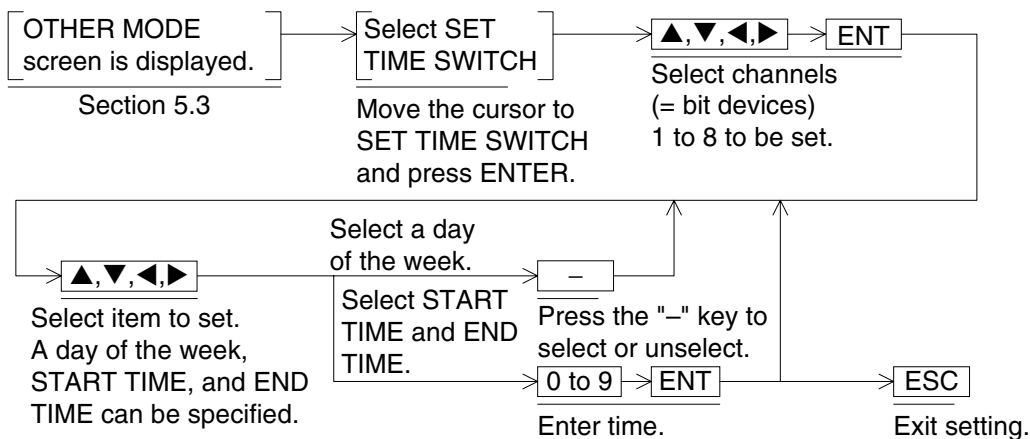 OTHER MODE
screen is displayed.
Section 5.3
Select SET
TIME SWITCH
Move the cursor to
SET TIME SWITCH
and press ENTER.
▲,▼,◀,▶
ENT
Select channels
(= bit devices)
1 to 8 to be set.
▲,▼,◀,▶
Select item to set.
A day of the week,
START TIME, and END
TIME can be specified.
Select a day
of the week.
–
Press the "–" key to
select or unselect.
Select START
TIME and END
TIME.
0 to 9
ENT
Enter time.
ESC
Exit setting.